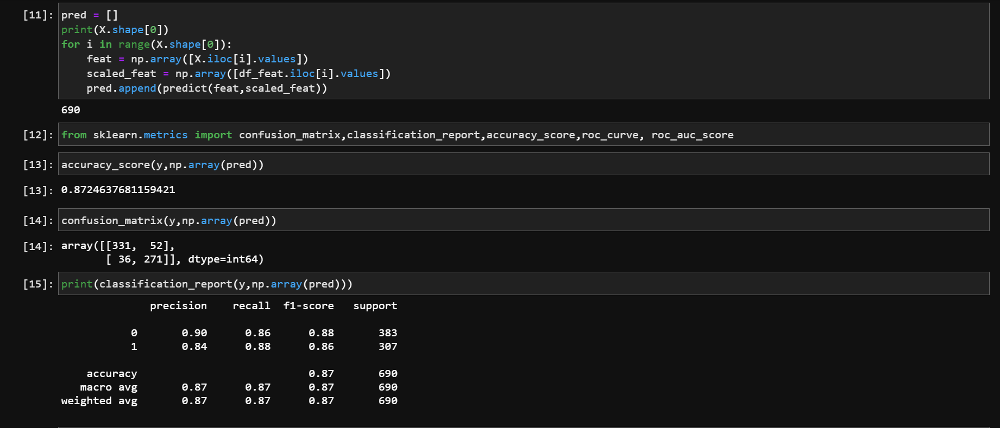 [11]: pred = []
print(X.shape[0])
for i in range(X.shape[0]):
    feat = np.array([X.iloc[i].values])
    scaled_feat = np.array([df_feat.iloc[i].values])
    pred.append(predict(feat,scaled_feat))
690
[12]: from sklearn.metrics import confusion_matrix,classification_report,accuracy_score,roc_curve, roc_auc_score
[13]: accuracy_score(y,np.array(pred))
[13]: 0.8724637681159421
[14]: confusion_matrix(y,np.array(pred))
[14]: array([[331,  52],
       [ 36, 271]], dtype=int64)
[15]: print(classification_report(y,np.array(pred)))
              precision    recall  f1-score   support
           0       0.90      0.86      0.88       383
           1       0.84      0.88      0.86       307
    accuracy                           0.87       690
   macro avg       0.87      0.87      0.87       690
weighted avg       0.87      0.87      0.87       690